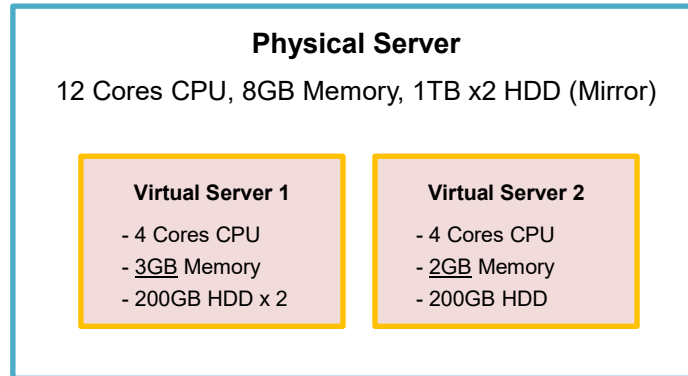 Physical Server
12 Cores CPU, 8GB Memory, 1TB x2 HDD (Mirror)
Virtual Server 1
- 4 Cores CPU
- 3GB Memory
- 200GB HDD x 2
Virtual Server 2
- 4 Cores CPU
- 2GB Memory
- 200GB HDD